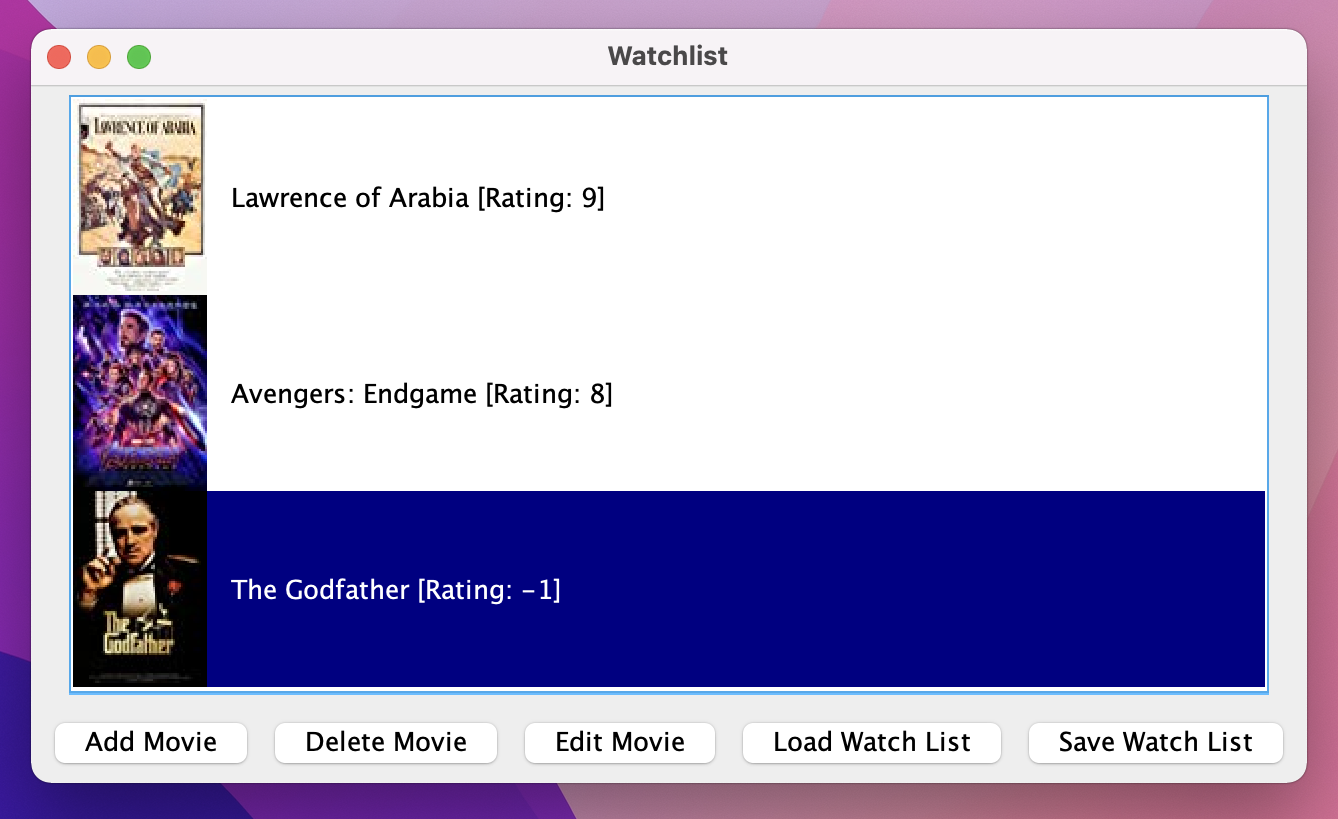 Watchlist
LAWRENCE OF ARABIA
Lawrence of Arabia [Rating: 9]
Avengers: Endgame [Rating: 8]
The
Godfather
The Godfather [Rating: -1]
Add Movie
Delete Movie
Edit Movie
Load Watch List
Save Watch List